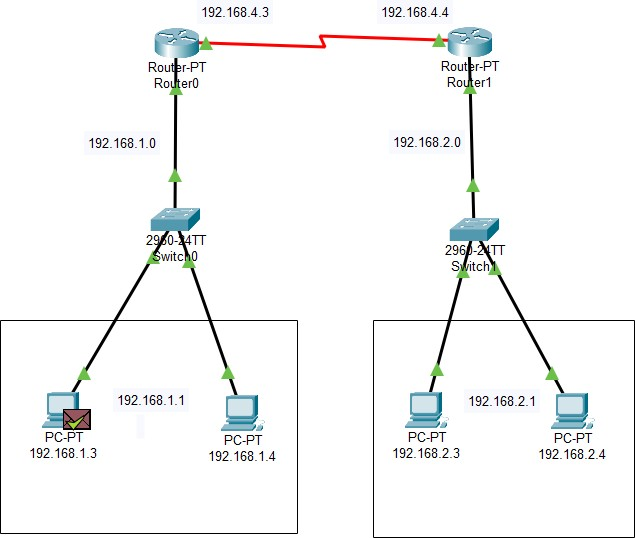 192.168.4.3
192.168.4.4
Router-PT
Router0
Router-PT
Router1
192.168.1.0
192.168.2.0
2960-24TT
Switch0
2960-24TT
Switch1
192.168.1.1
192.168.2.1
PC-PT
192.168.1.3
PC-PT
192.168.1.4
PC-PT
192.168.2.3
PC-PT
192.168.2.4